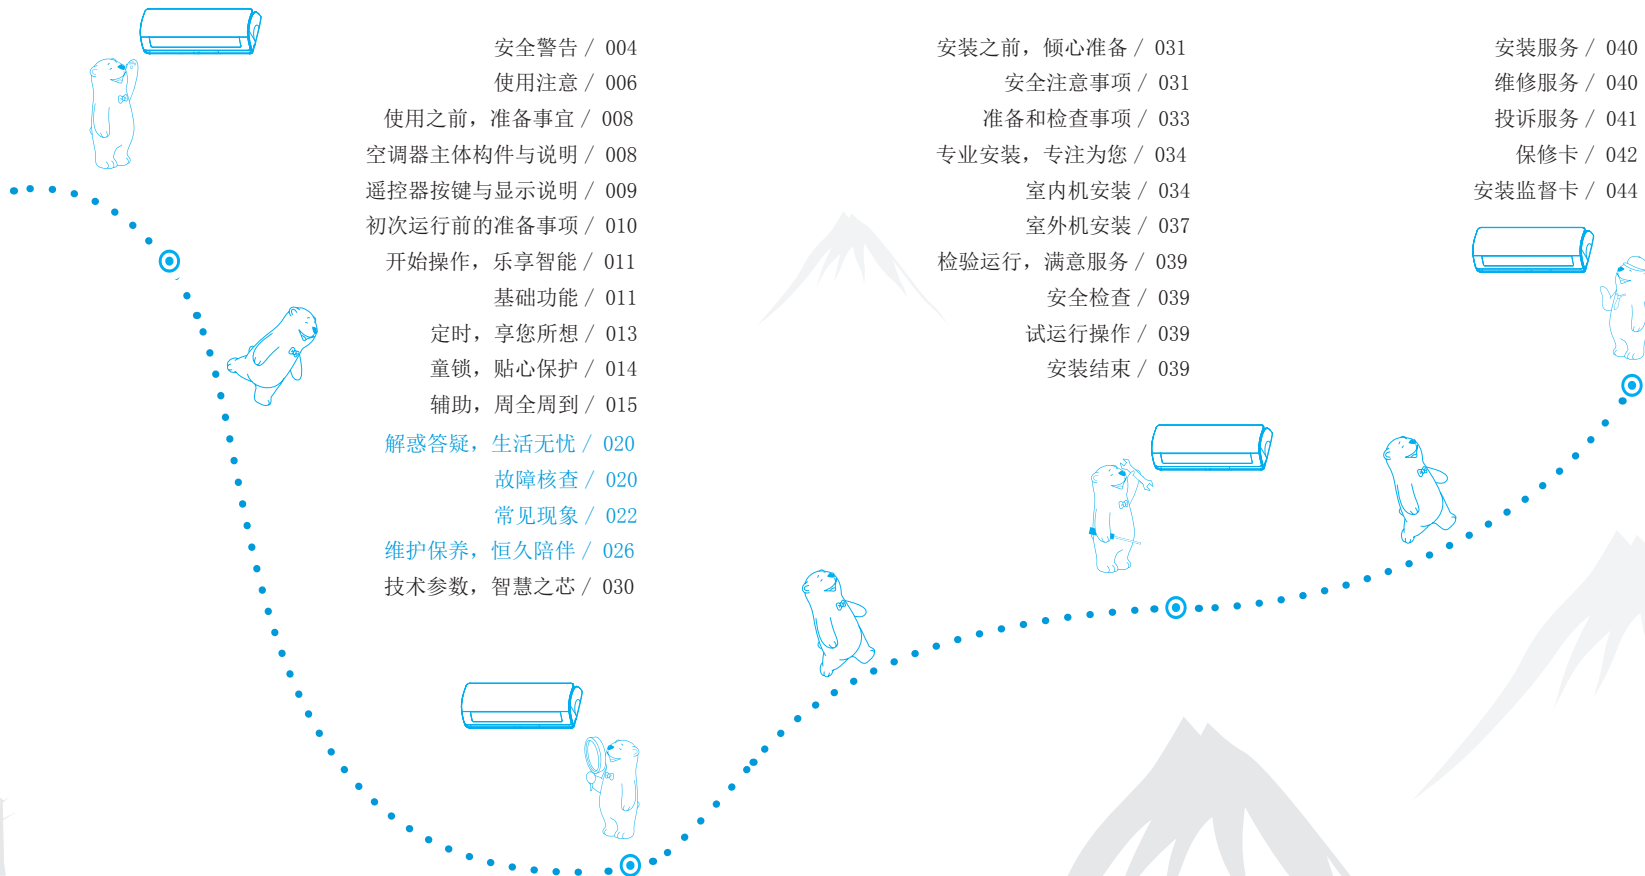 安全警告 / 004
使用注意 / 006
使用之前，准备事宜 / 008
空调器主体构件与说明 / 008
遥控器按键与显示说明 / 009
初次运行前的准备事项 / 010
开始操作，乐享智能 / 011
基础功能 / 011
定时，享您所想 / 013
童锁，贴心保护 / 014
辅助，周全周到 / 015
解惑答疑，生活无忧 / 020
故障核查 / 020
常见现象 / 022
维护保养，恒久陪伴 / 026
技术参数，智慧之芯 / 030
安装之前，倾心准备 / 031
安全注意事项 / 031
准备和检查事项 / 033
专业安装，专注为您 / 034
室内机安装 / 034
室外机安装 / 037
检验运行，满意服务 / 039
安全检查 / 039
试运行操作 / 039
安装结束 / 039
安装服务 / 040
维修服务 / 040
投诉服务 / 041
保修卡 / 042
安装监督卡 / 044